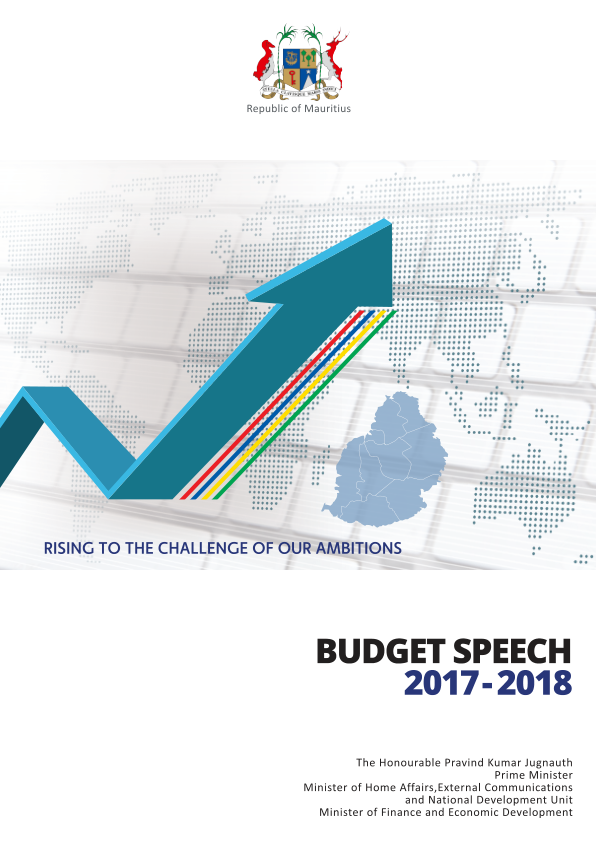 Republic of Mauritius
RISING TO THE CHALLENGE OF OUR AMBITIONS
BUDGET SPEECH
2017-2018
The Honourable Pravind Kumar Jugnauth
Prime Minister
Minister of Home Affairs,External Communications
and National Development Unit
Minister of Finance and Economic Development